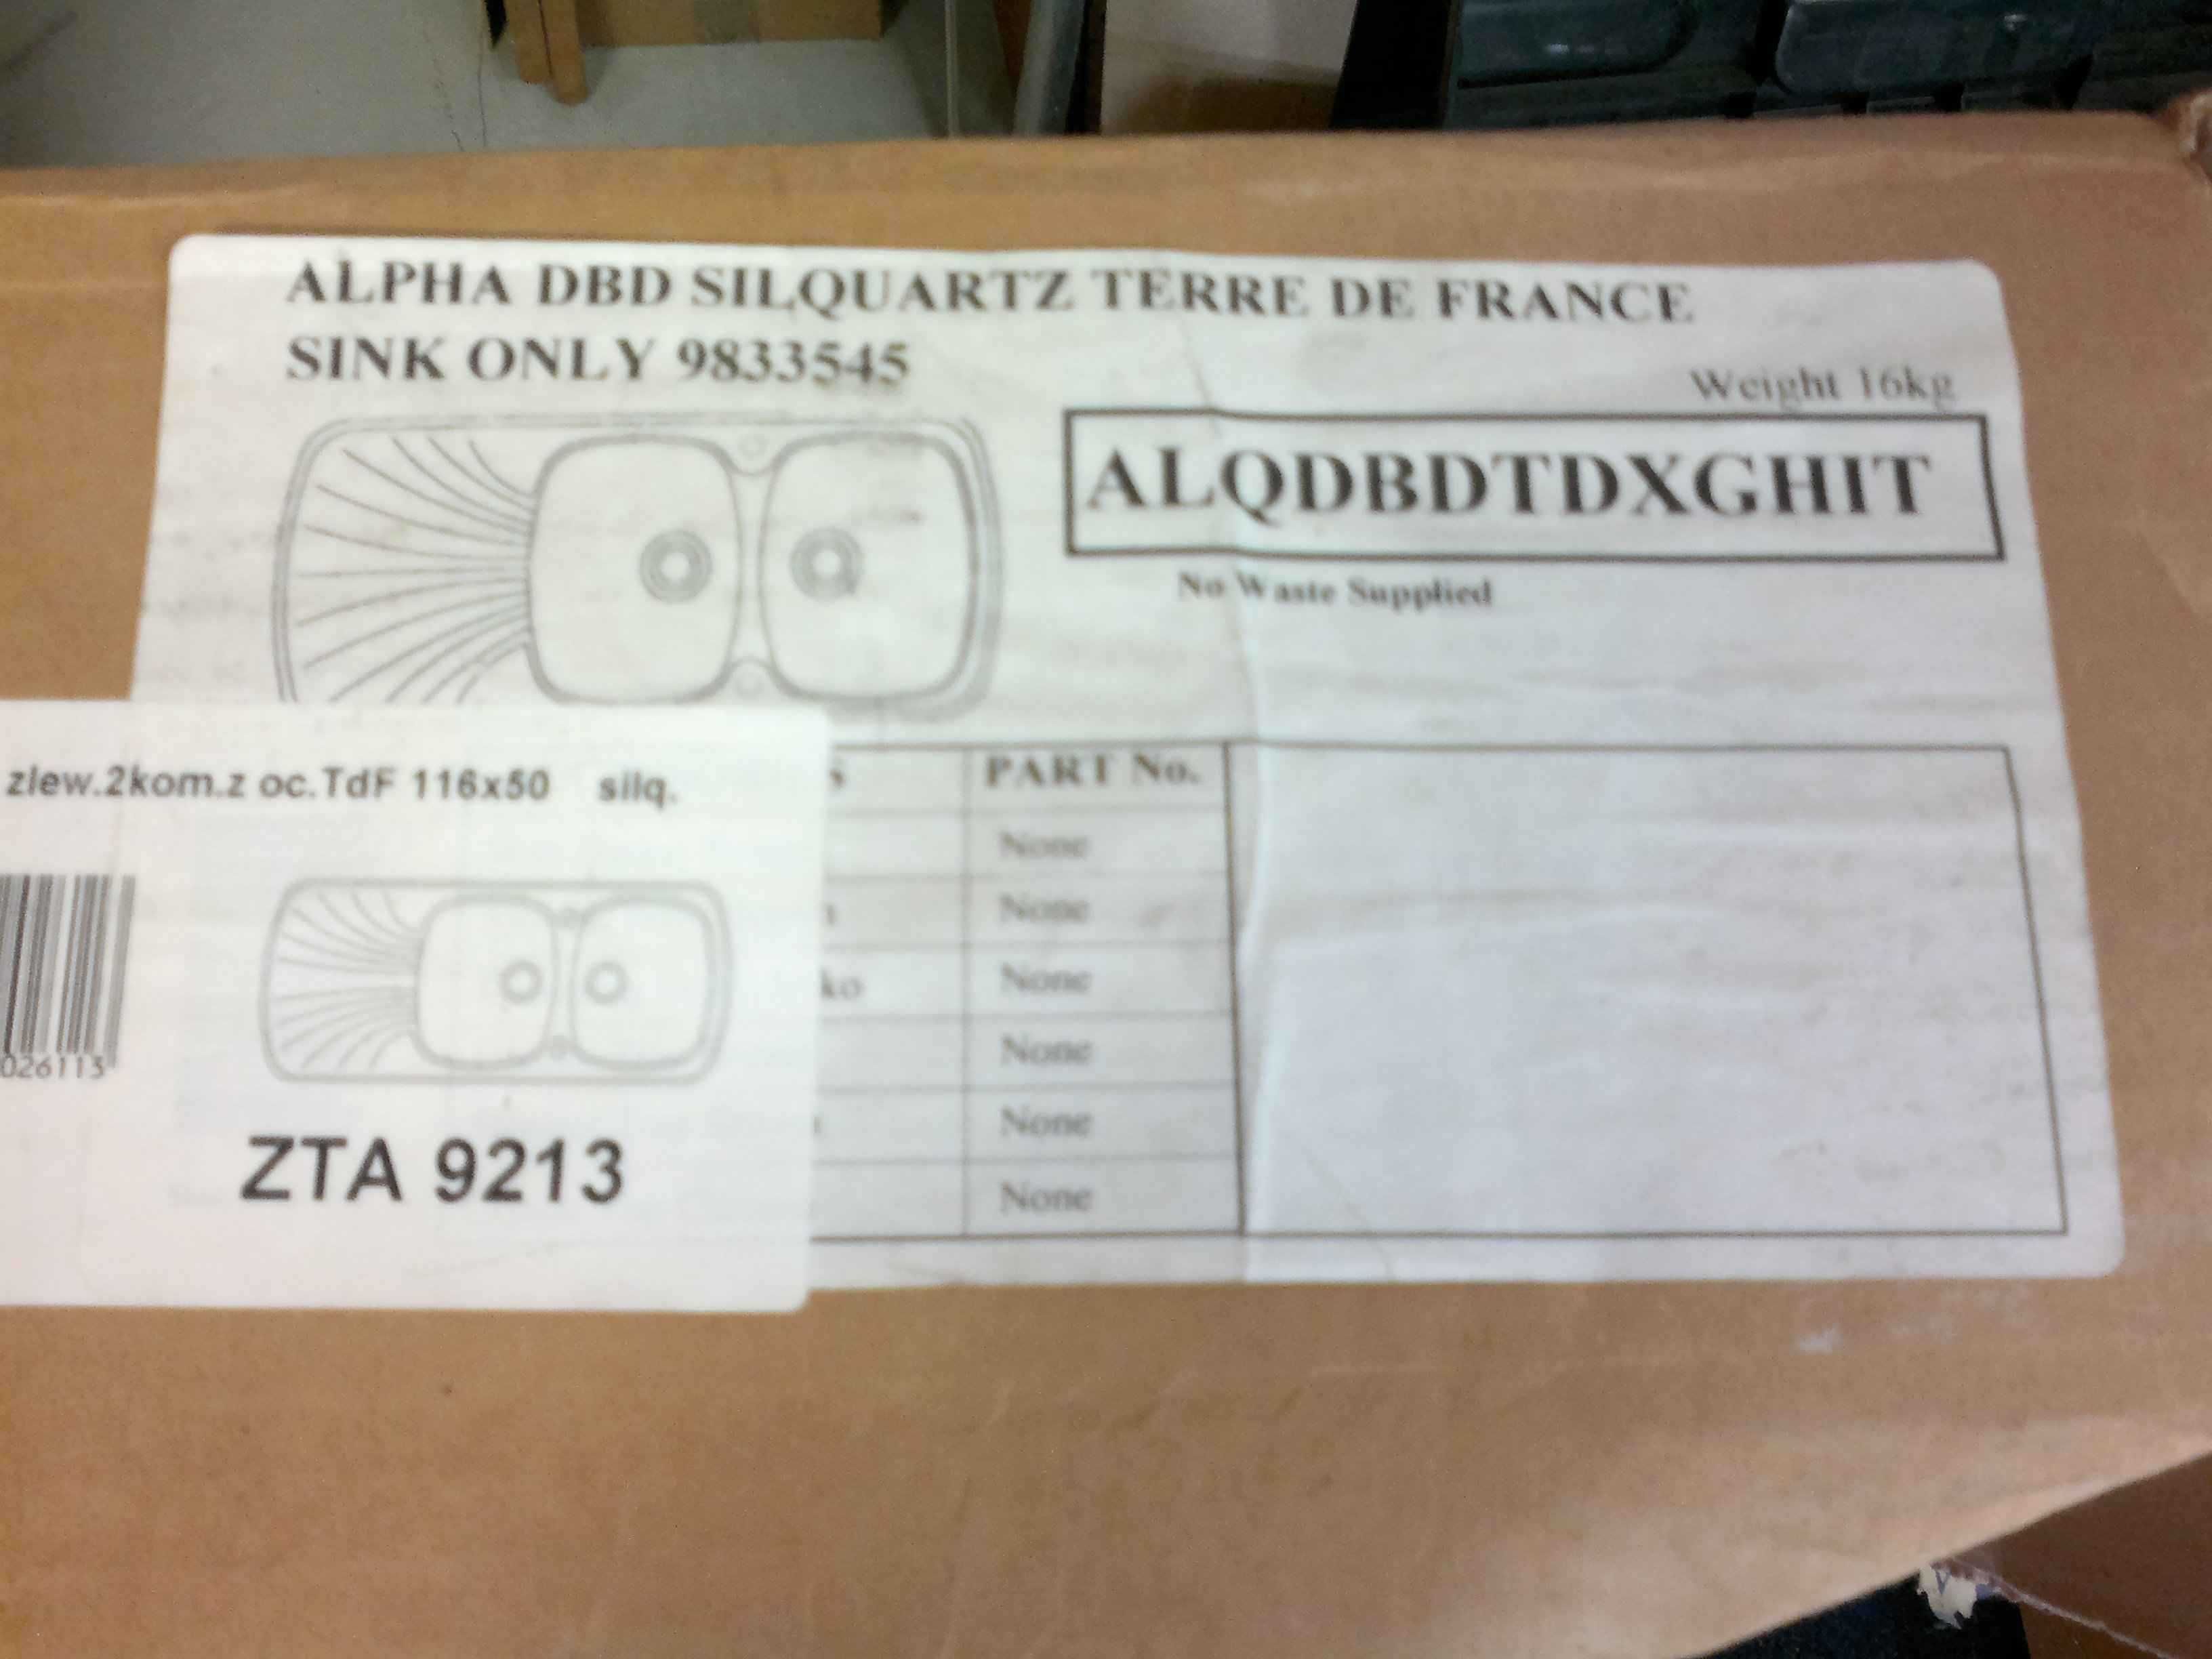 ALPHA DBD SILQUARTZ TERRE DE FRANCE
SINK ONLY 9833545
Weight 16kg
ALQDBDTDXGHIT
No Waste Supplied
s PART No.
None
None
ko None
None
None
None
zlew.2kom.z oc.TdF 116x50 silq.
026113
ZTA 9213